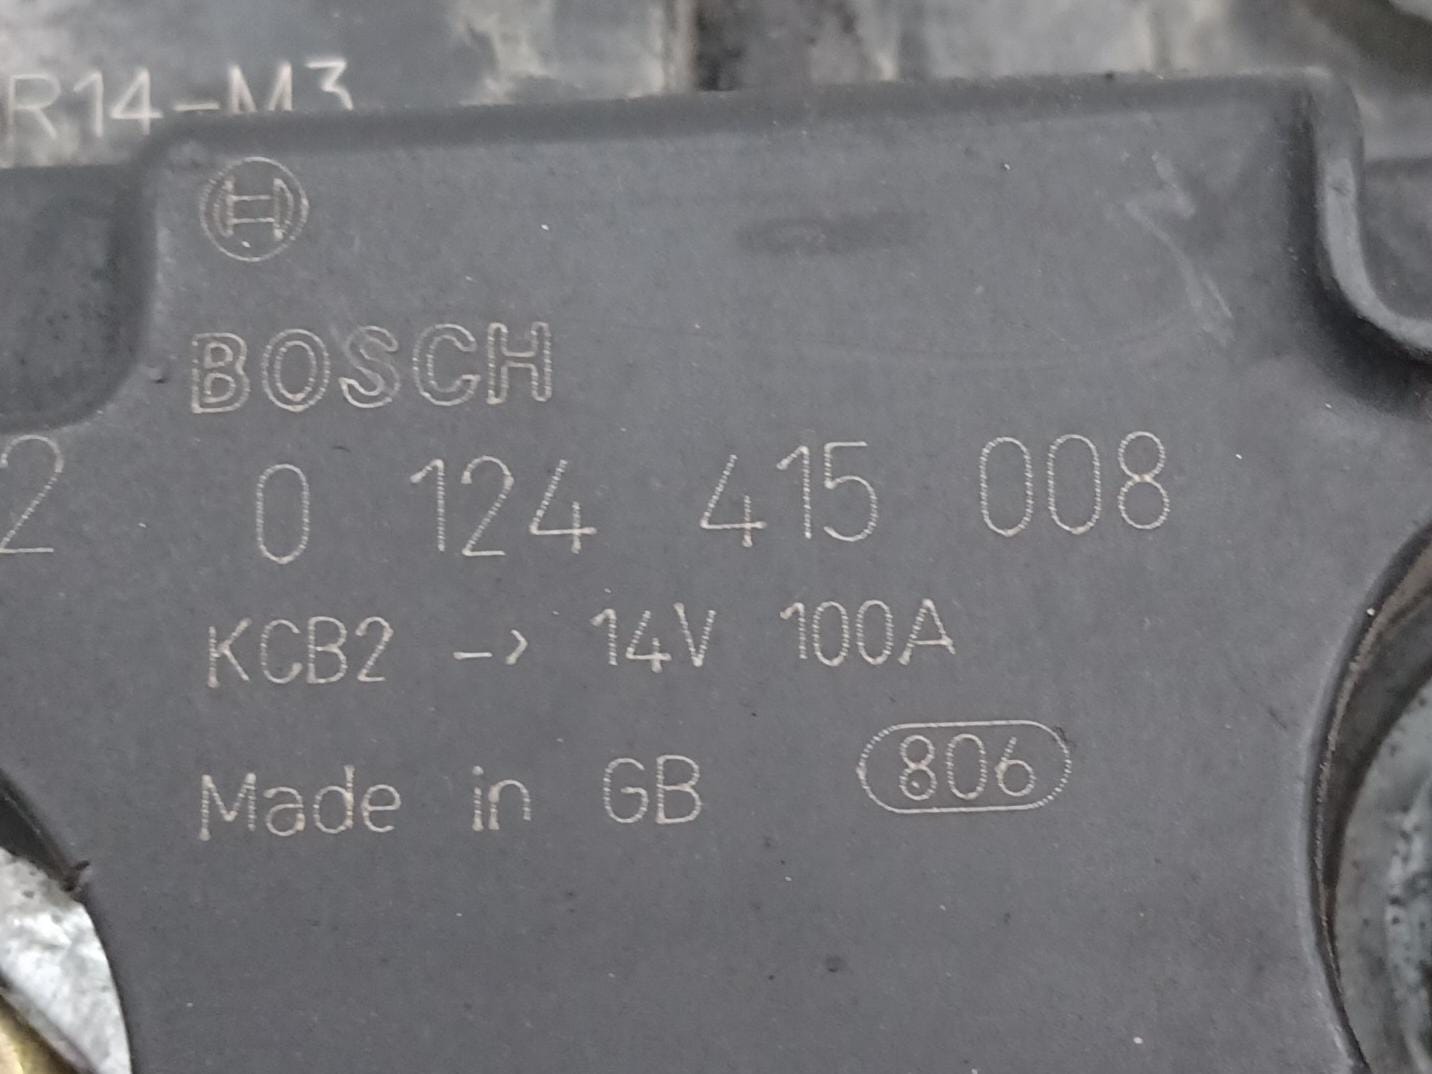 R14-M3
BOSCH
2 0 124 415 008
KCB2 -> 14V 100A
Made in GB 806